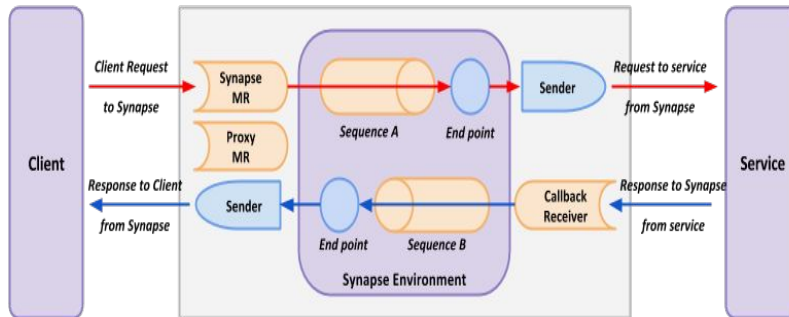 Client Request
to Synapse
Synapse
MR
Sequence A
End point
Sender
Request to service
from Synapse
Proxy
MR
Client
Service
Response to Client
from Synapse
Sender
End point
Sequence B
Callback
Receiver
Response to Synapse
from service
Synapse Environment